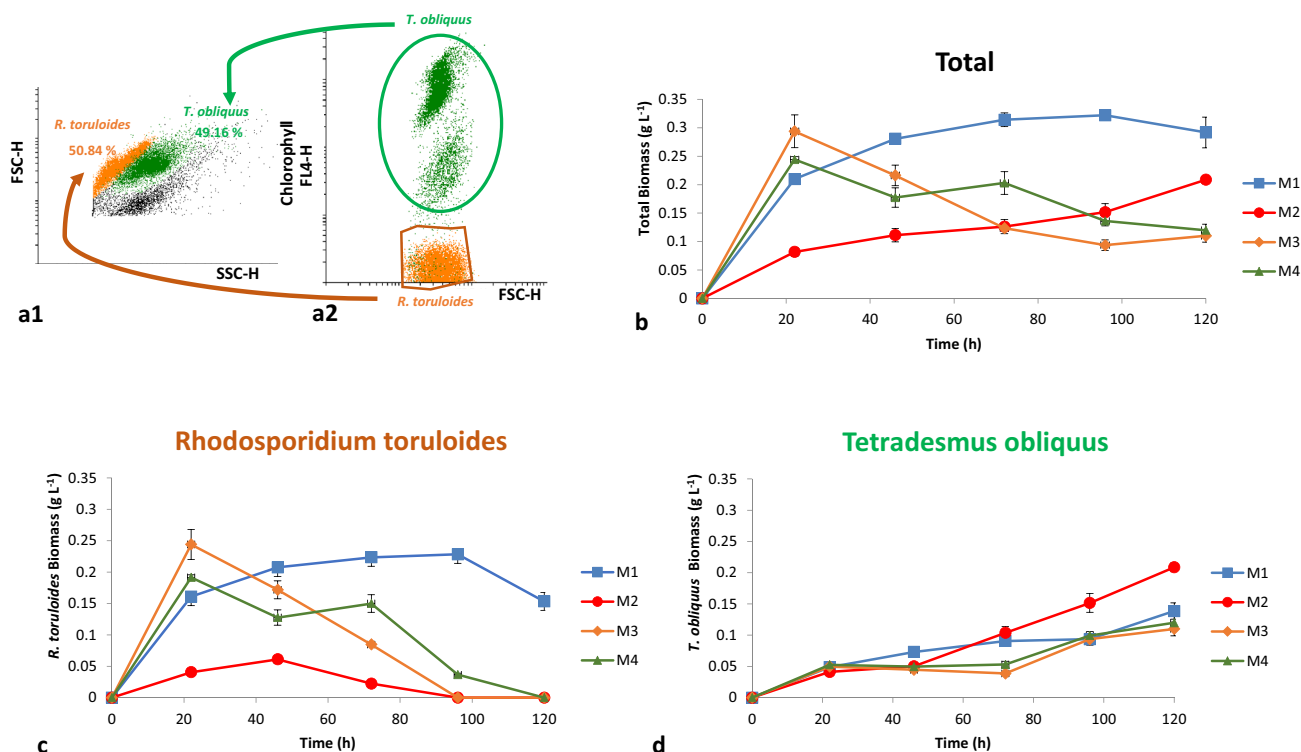 T. obliquus
T. obliquus
49.16 %
R. toruloides
50.84 %
FSC-H
SSC-H
a1
Chlorophyll
FL4-H
FSC-H
R. toruloides
a2
Total
Total Biomass (g L-1)
0.35
0.3
0.25
0.2
0.15
0.1
0.05
0
0 20 40 60 80 100 120
Time (h)
M1
M2
M3
M4
b
Rhodosporidium toruloides
R. toruloides Biomass (g L-1)
0.35
0.3
0.25
0.2
0.15
0.1
0.05
0
0 20 40 60 80 100 120
Time (h)
M1
M2
M3
M4
c
Tetradesmus obliquus
T. obliquus Biomass (g L-1)
0.35
0.3
0.25
0.2
0.15
0.1
0.05
0
0 20 40 60 80 100 120
Time (h)
M1
M2
M3
M4
d